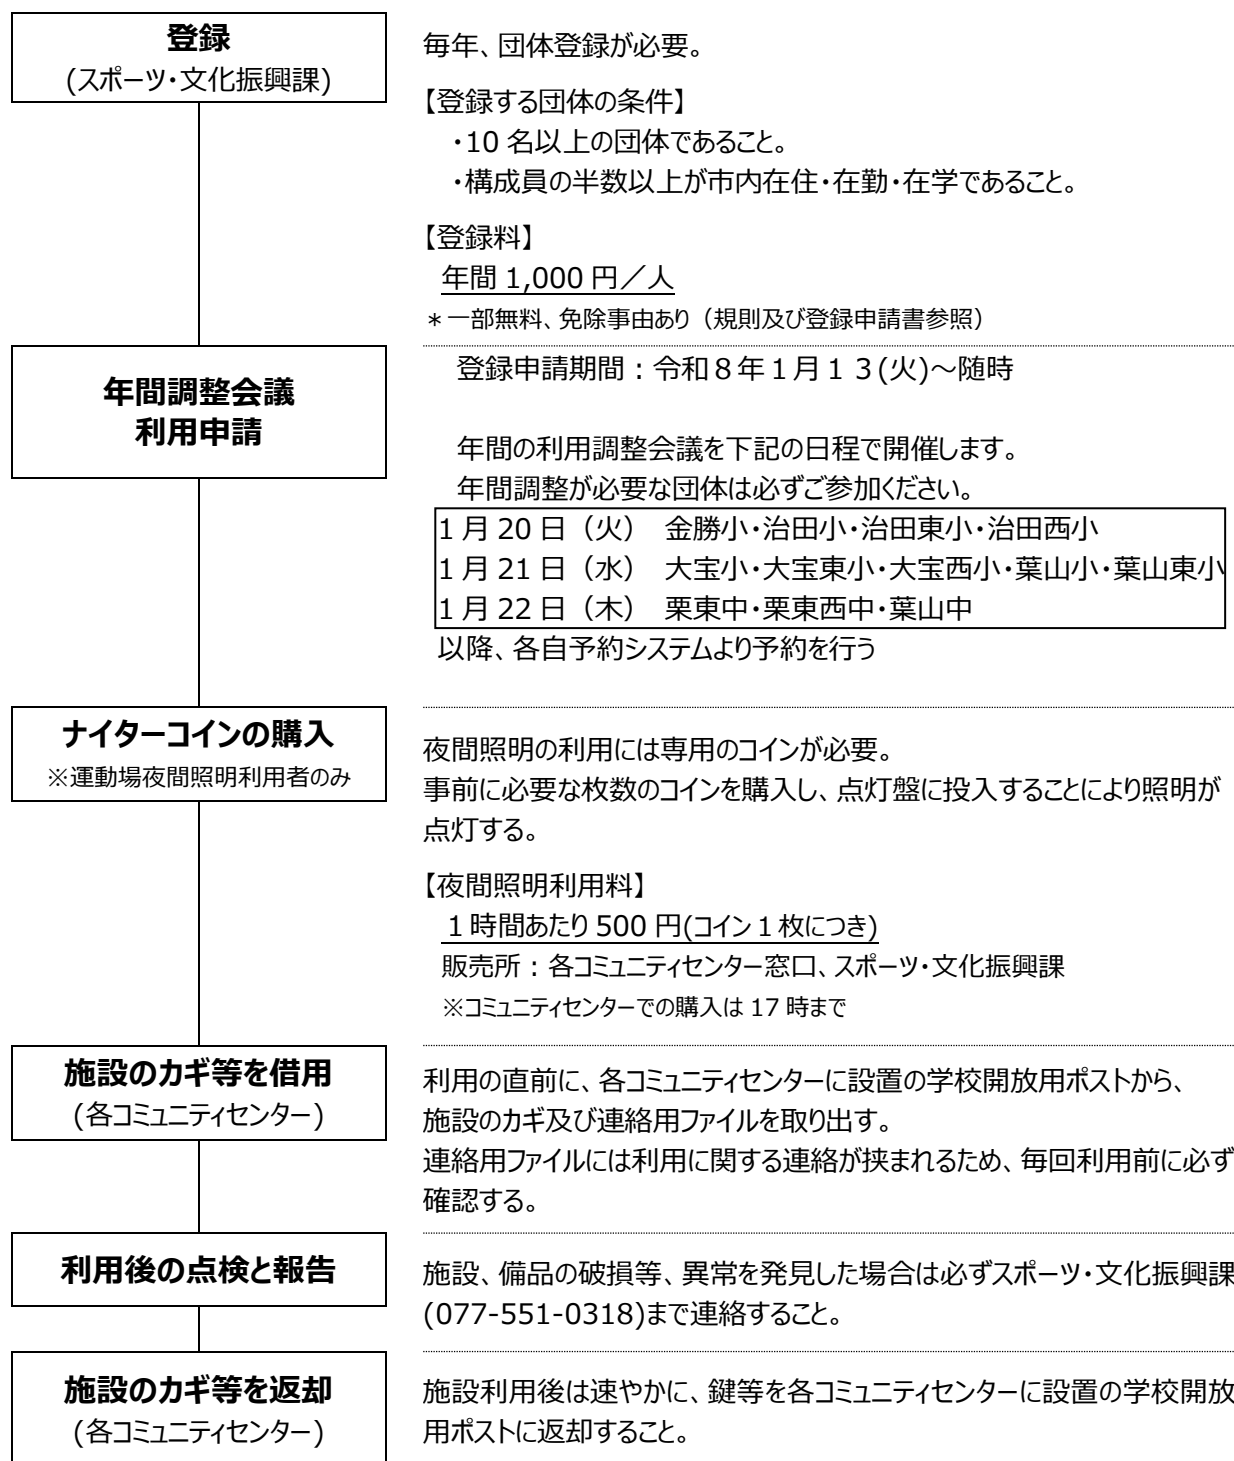 登録
(スポーツ・文化振興課)
毎年、団体登録が必要。
【登録する団体の条件】
・10 名以上の団体であること。
・構成員の半数以上が市内在住・在勤・在学であること。
【登録料】
年間 1,000 円／人
＊一部無料、免除事由あり（規則及び登録申請書参照）
年間調整会議
利用申請
登録申請期間：令和８年１月１３(火)～随時
年間の利用調整会議を下記の日程で開催します。
年間調整が必要な団体は必ずご参加ください。
1 月 20 日（火）　金勝小・治田小・治田東小・治田西小
1 月 21 日（水）　大宝小・大宝東小・大宝西小・葉山小・葉山東小
1 月 22 日（木）　栗東中・栗東西中・葉山中
以降、各自予約システムより予約を行う
ナイターコインの購入
※運動場夜間照明利用者のみ
夜間照明の利用には専用のコインが必要。
事前に必要な枚数のコインを購入し、点灯盤に投入することにより照明が
点灯する。
【夜間照明利用料】
１時間あたり 500 円(コイン１枚につき)
販売所：各コミュニティセンター窓口、スポーツ・文化振興課
※コミュニティセンターでの購入は 17 時まで
施設のカギ等を借用
(各コミュニティセンター)
利用の直前に、各コミュニティセンターに設置の学校開放用ポストから、
施設のカギ及び連絡用ファイルを取り出す。
連絡用ファイルには利用に関する連絡が挟まれるため、毎回利用前に必ず
確認する。
利用後の点検と報告
施設、備品の破損等、異常を発見した場合は必ずスポーツ・文化振興課
(077-551-0318)まで連絡すること。
施設のカギ等を返却
(各コミュニティセンター)
施設利用後は速やかに、鍵等を各コミュニティセンターに設置の学校開放
用ポストに返却すること。